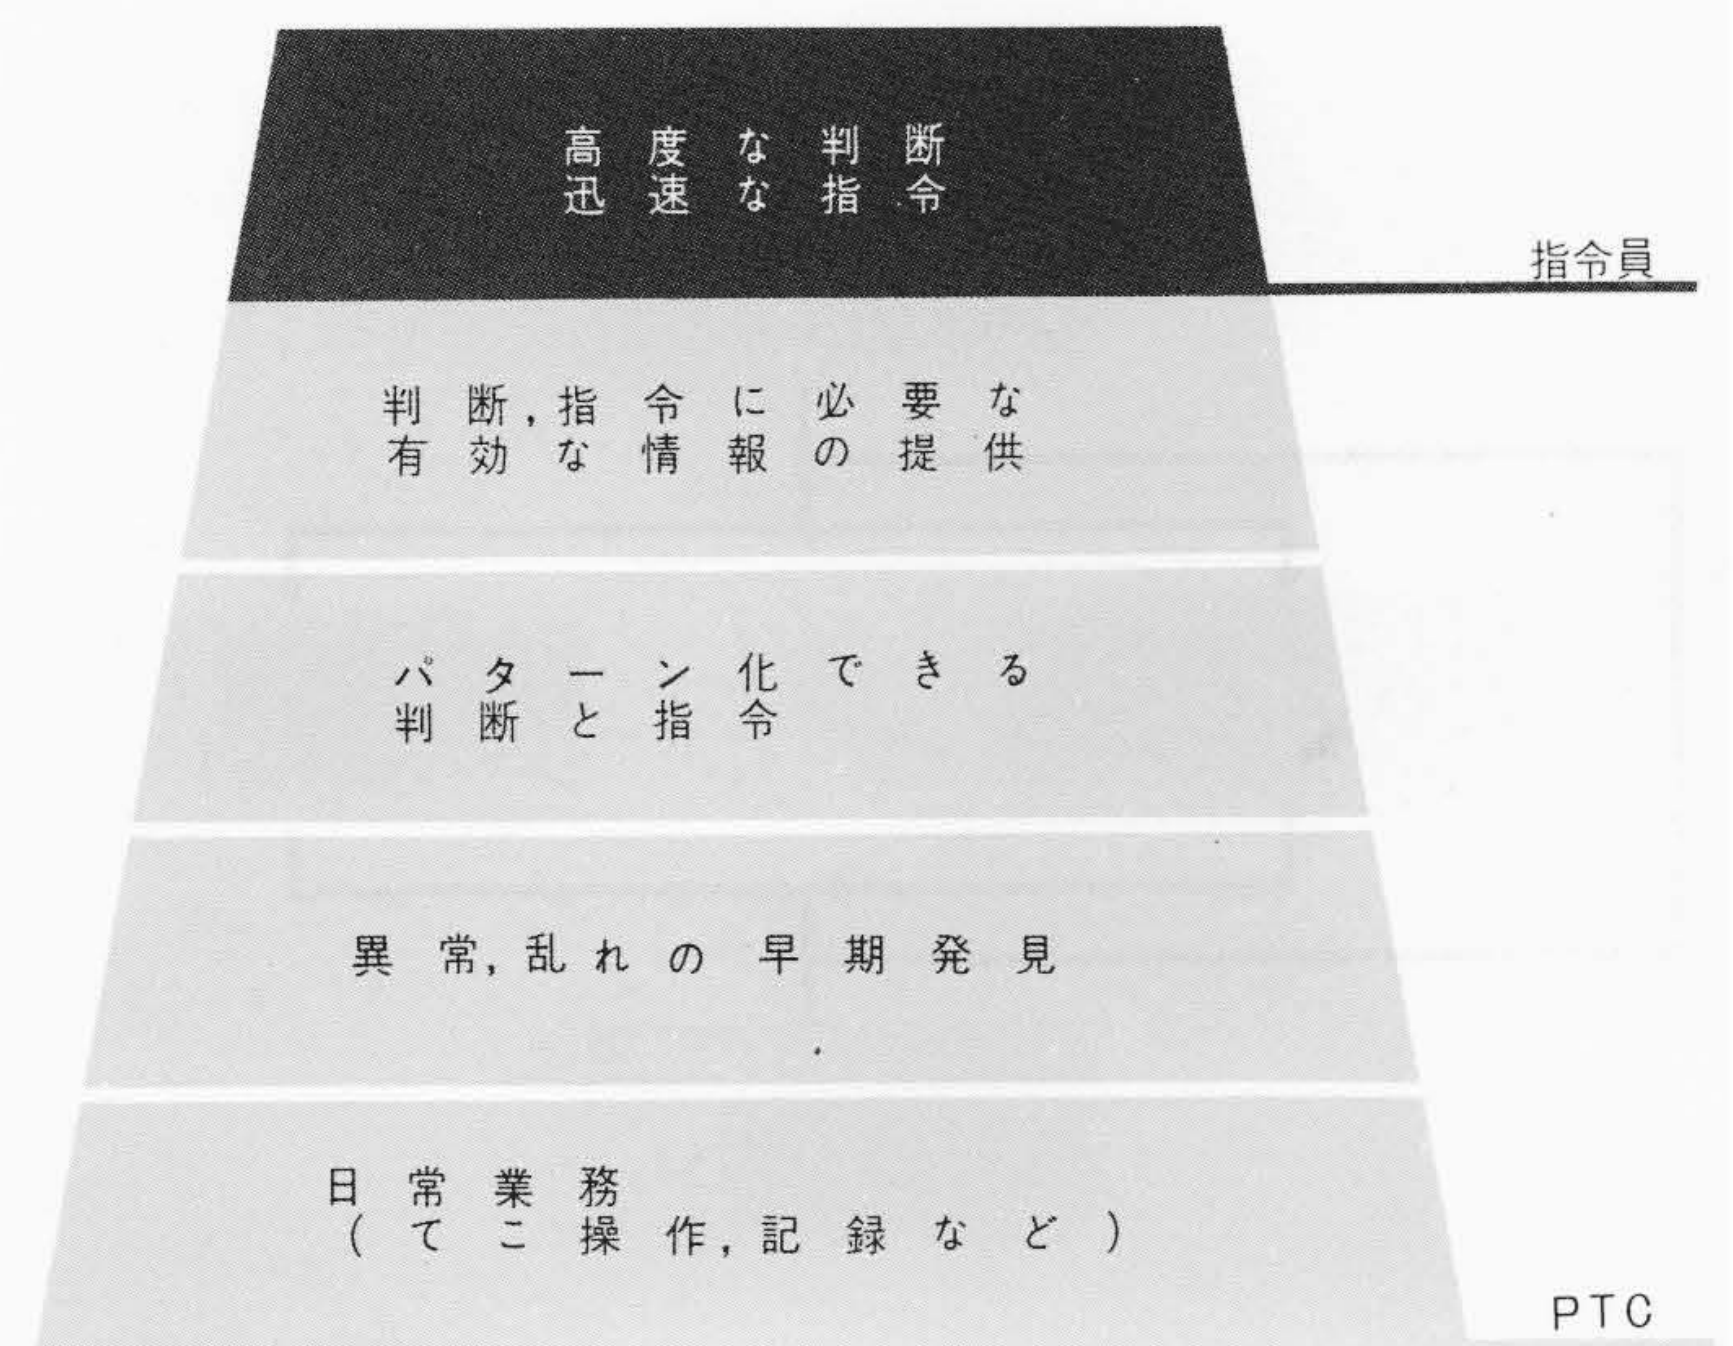 高度な判断
迅速な指令
指令員
判断,指令に必要な
有効な情報の提供
パターン化できる
判断と指令
異常,乱れの早期発見
日常業務
(てこ操作,記録など)
PTC